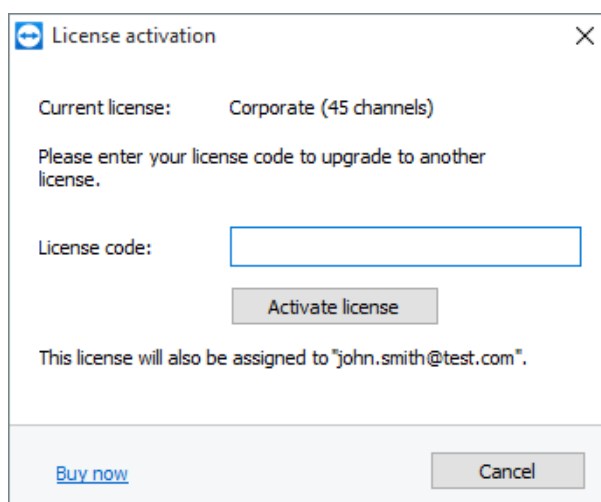 License activation
Current license: Corporate (45 channels)
Please enter your license code to upgrade to another
license.
License code:
Activate license
This license will also be assigned to "john.smith@test.com".
Buy now Cancel